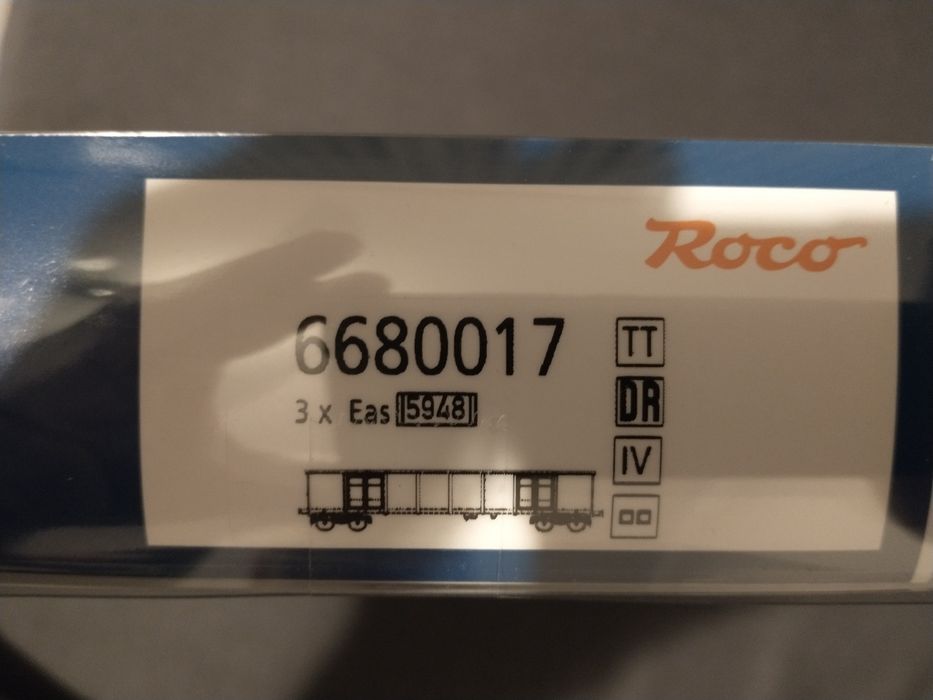 Roco
6680017
TT
3 x Eas [5948]
DR
IV